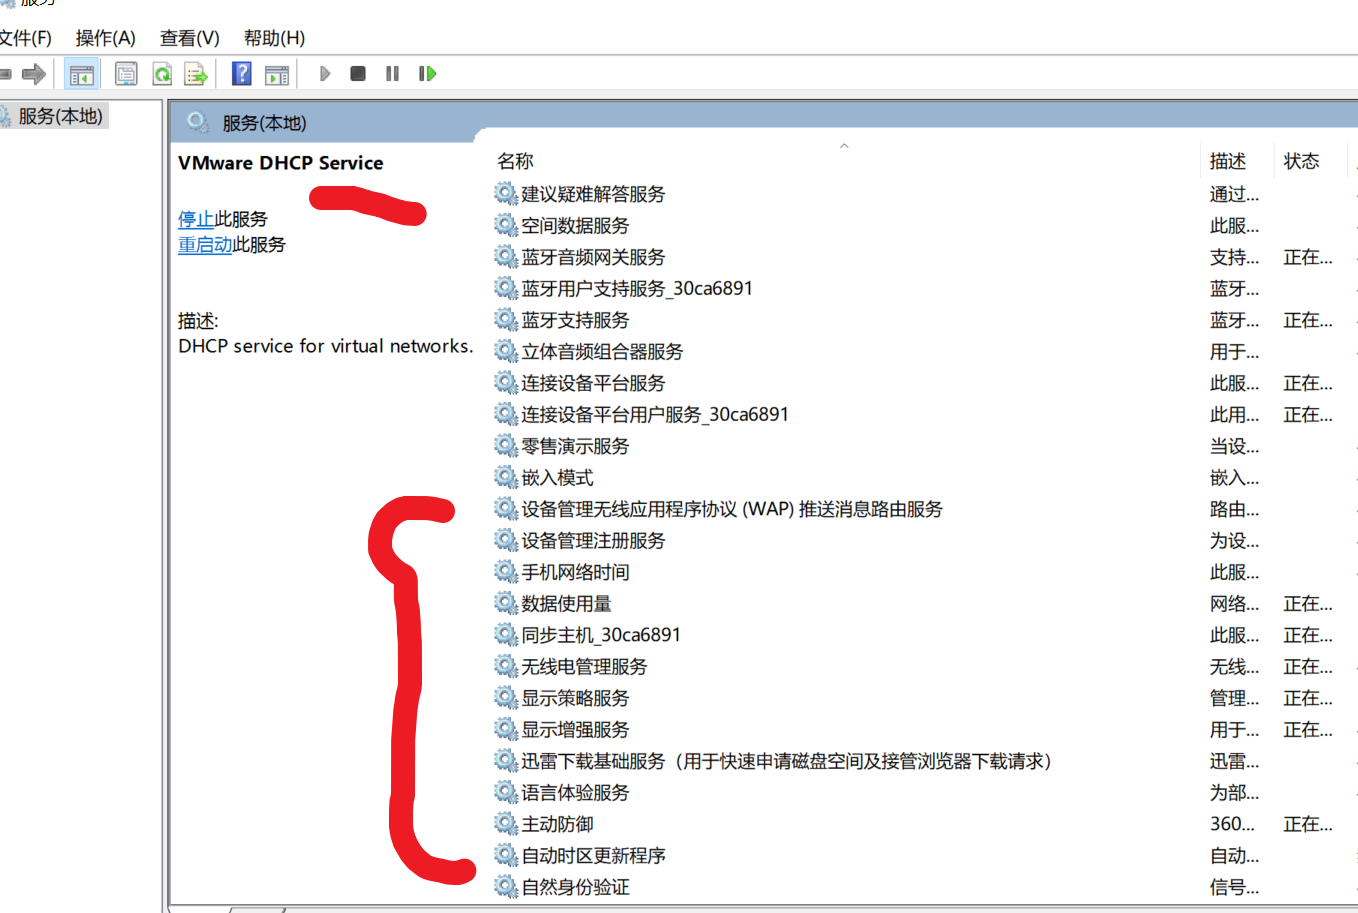 服务
文件(F) 操作(A) 查看(V) 帮助(H)
服务(本地)
服务(本地)
VMware DHCP Service
停止此服务
重启动此服务
描述:
DHCP service for virtual networks.
名称 描述 状态
建议疑难解答服务 通过...
空间数据服务 此服...
蓝牙音频网关服务 支持... 正在...
蓝牙用户支持服务_30ca6891 蓝牙...
蓝牙支持服务 蓝牙... 正在...
立体音频组合器服务 用于...
连接设备平台服务 此服... 正在...
连接设备平台用户服务_30ca6891 此用... 正在...
零售演示服务 当设...
嵌入模式 嵌入...
设备管理无线应用程序协议 (WAP) 推送消息路由服务 路由...
设备管理注册服务 为设...
手机网络时间 此服...
数据使用量 网络... 正在...
同步主机_30ca6891 此服... 正在...
无线电管理服务 无线... 正在...
显示策略服务 管理... 正在...
显示增强服务 用于... 正在...
迅雷下载基础服务（用于快速申请磁盘空间及接管浏览器下载请求） 迅雷...
语言体验服务 为部...
主动防御 360... 正在...
自动时区更新程序 自动...
自然身份验证 信号...